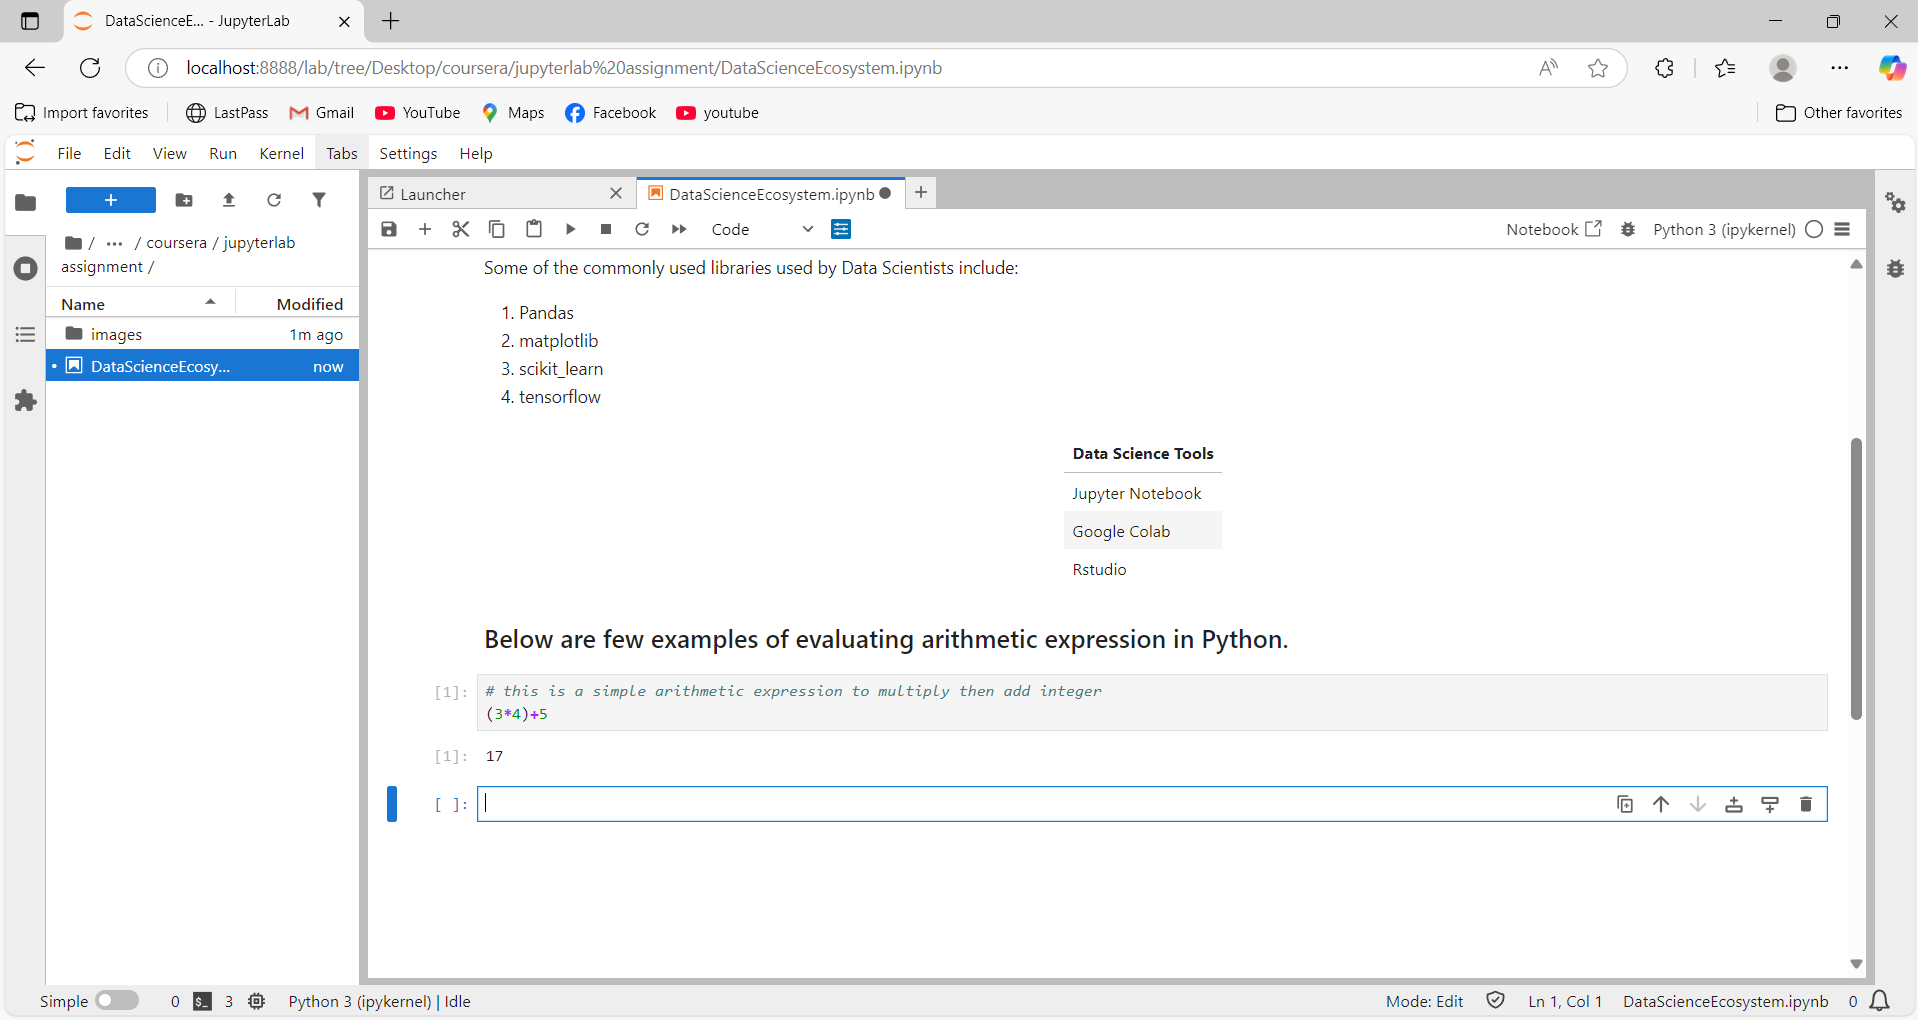 DataScienceE... - JupyterLab
localhost:8888/lab/tree/Desktop/coursera/jupyterlab%20assignment/DataScienceEcosystem.ipynb
Import favorites LastPass Gmail YouTube Maps Facebook youtube Other favorites
File Edit View Run Kernel Tabs Settings Help
/ ... / coursera / jupyterlab
assignment /
Name Modified
images 1m ago
DataScienceEcosy... now
Launcher DataScienceEcosystem.ipynb
Code Notebook Python 3 (ipykernel)
Some of the commonly used libraries used by Data Scientists include:
1. Pandas
2. matplotlib
3. scikit_learn
4. tensorflow
Data Science Tools
Jupyter Notebook
Google Colab
Rstudio
Below are few examples of evaluating arithmetic expression in Python.
[1]: # this is a simple arithmetic expression to multiply then add integer
(3*4)+5
[1]: 17
[ ]:
Simple 0 $_ 3 Python 3 (ipykernel) | Idle Mode: Edit Ln 1, Col 1 DataScienceEcosystem.ipynb 0